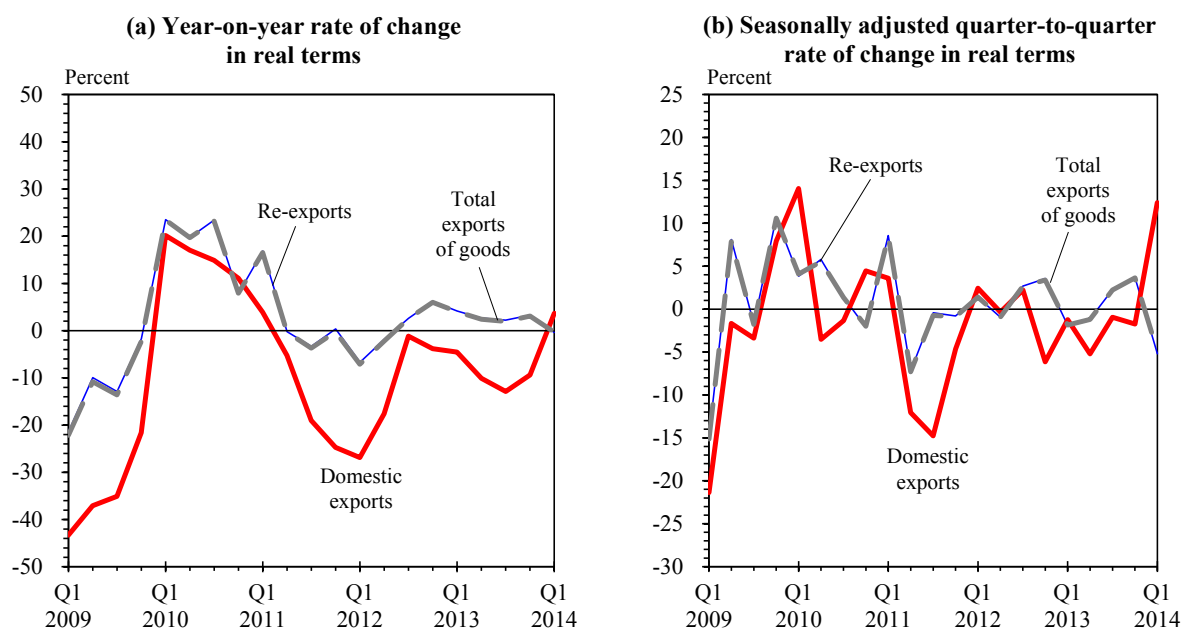 (a) Year-on-year rate of change
in real terms
Percent
50
40
30
20
10
0
-10
-20
-30
-40
-50
Re-exports
Total
exports
of goods
Domestic
exports
Q1 Q1 Q1 Q1 Q1 Q1
2009 2010 2011 2012 2013 2014
(b) Seasonally adjusted quarter-to-quarter
rate of change in real terms
Percent
25
20
15
10
5
0
-5
-10
-15
-20
-25
-30
Re-exports
Total
exports
of goods
Domestic
exports
Q1 Q1 Q1 Q1 Q1 Q1
2009 2010 2011 2012 2013 2014